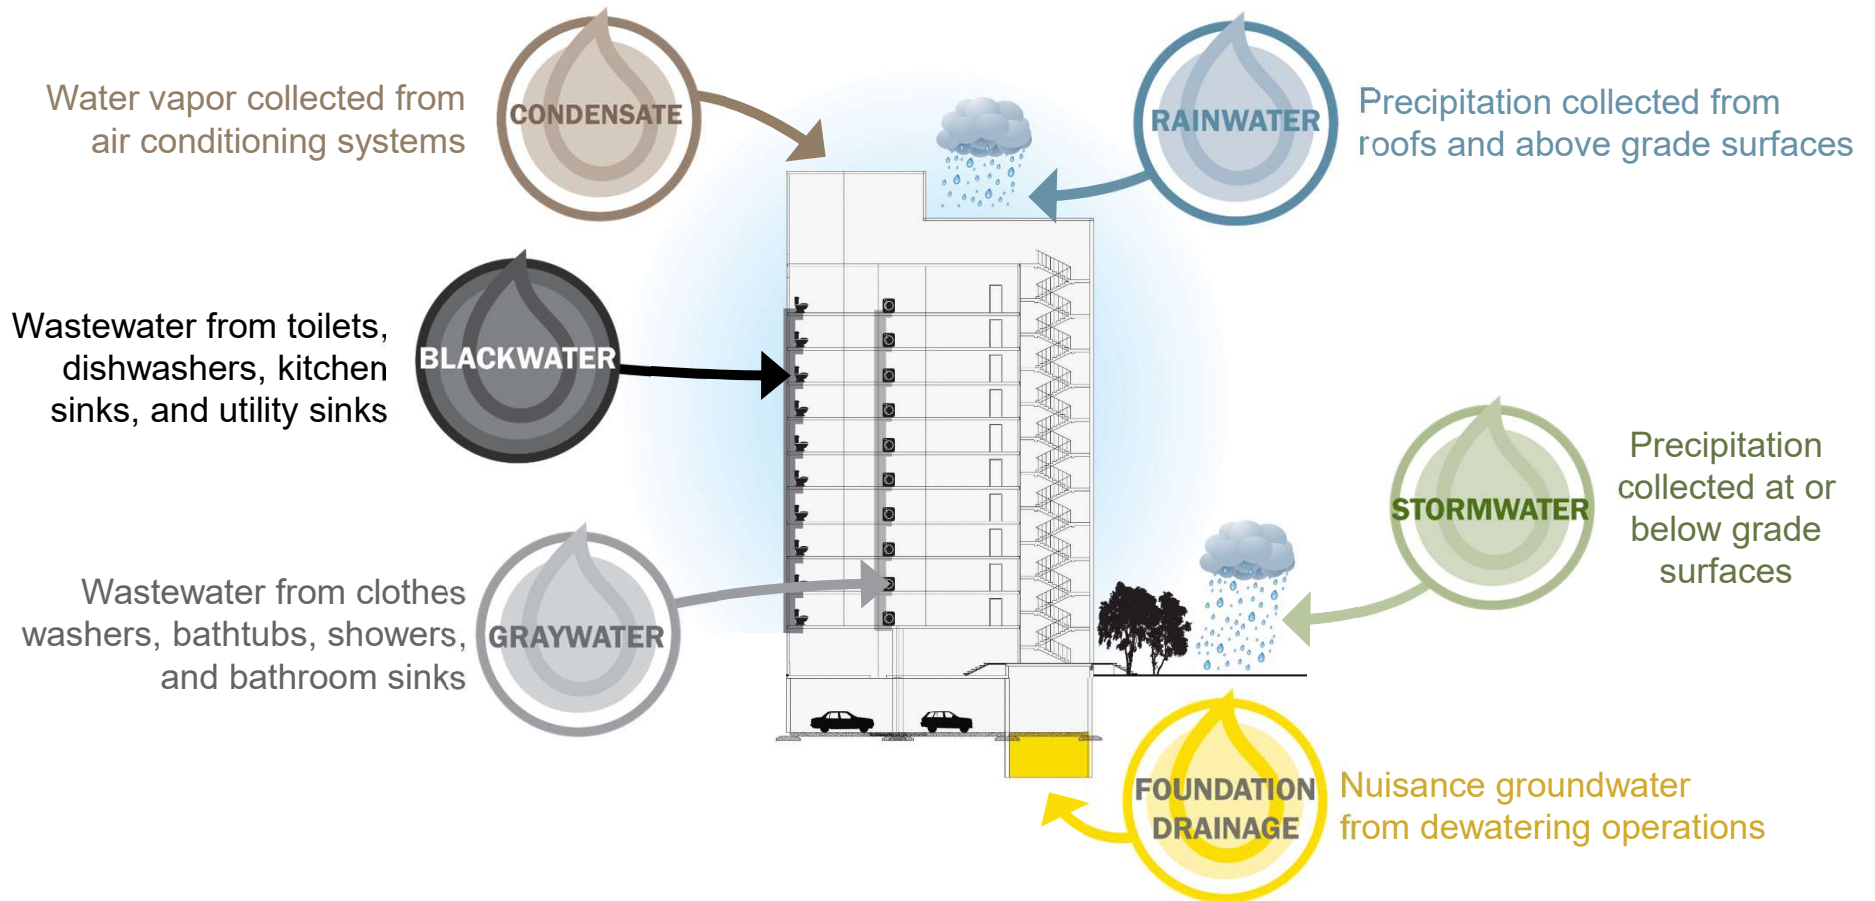 Water vapor collected from
air conditioning systems
CONDENSATE
RAINWATER
Precipitation collected from
roofs and above grade surfaces
Wastewater from toilets,
dishwashers, kitchen
sinks, and utility sinks
BLACKWATER
Precipitation
collected at or
below grade
surfaces
STORMWATER
Wastewater from clothes
washers, bathtubs, showers,
and bathroom sinks
GRAYWATER
FOUNDATION
DRAINAGE
Nuisance groundwater
from dewatering operations